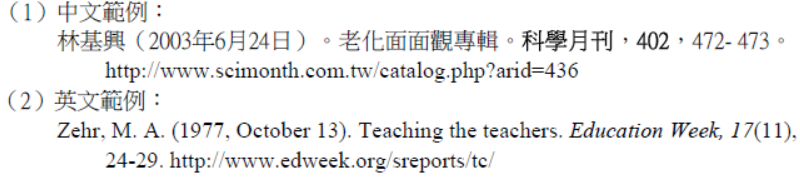 （1）中文範例：
林基興（2003年6月24日）。老化面面觀專輯。科學月刊，402，472- 473。
http://www.scimonth.com.tw/catalog.php?arid=436
（2）英文範例：
Zehr, M. A. (1977, October 13). Teaching the teachers. Education Week, 17(11),
24-29. http://www.edweek.org/sreports/tc/